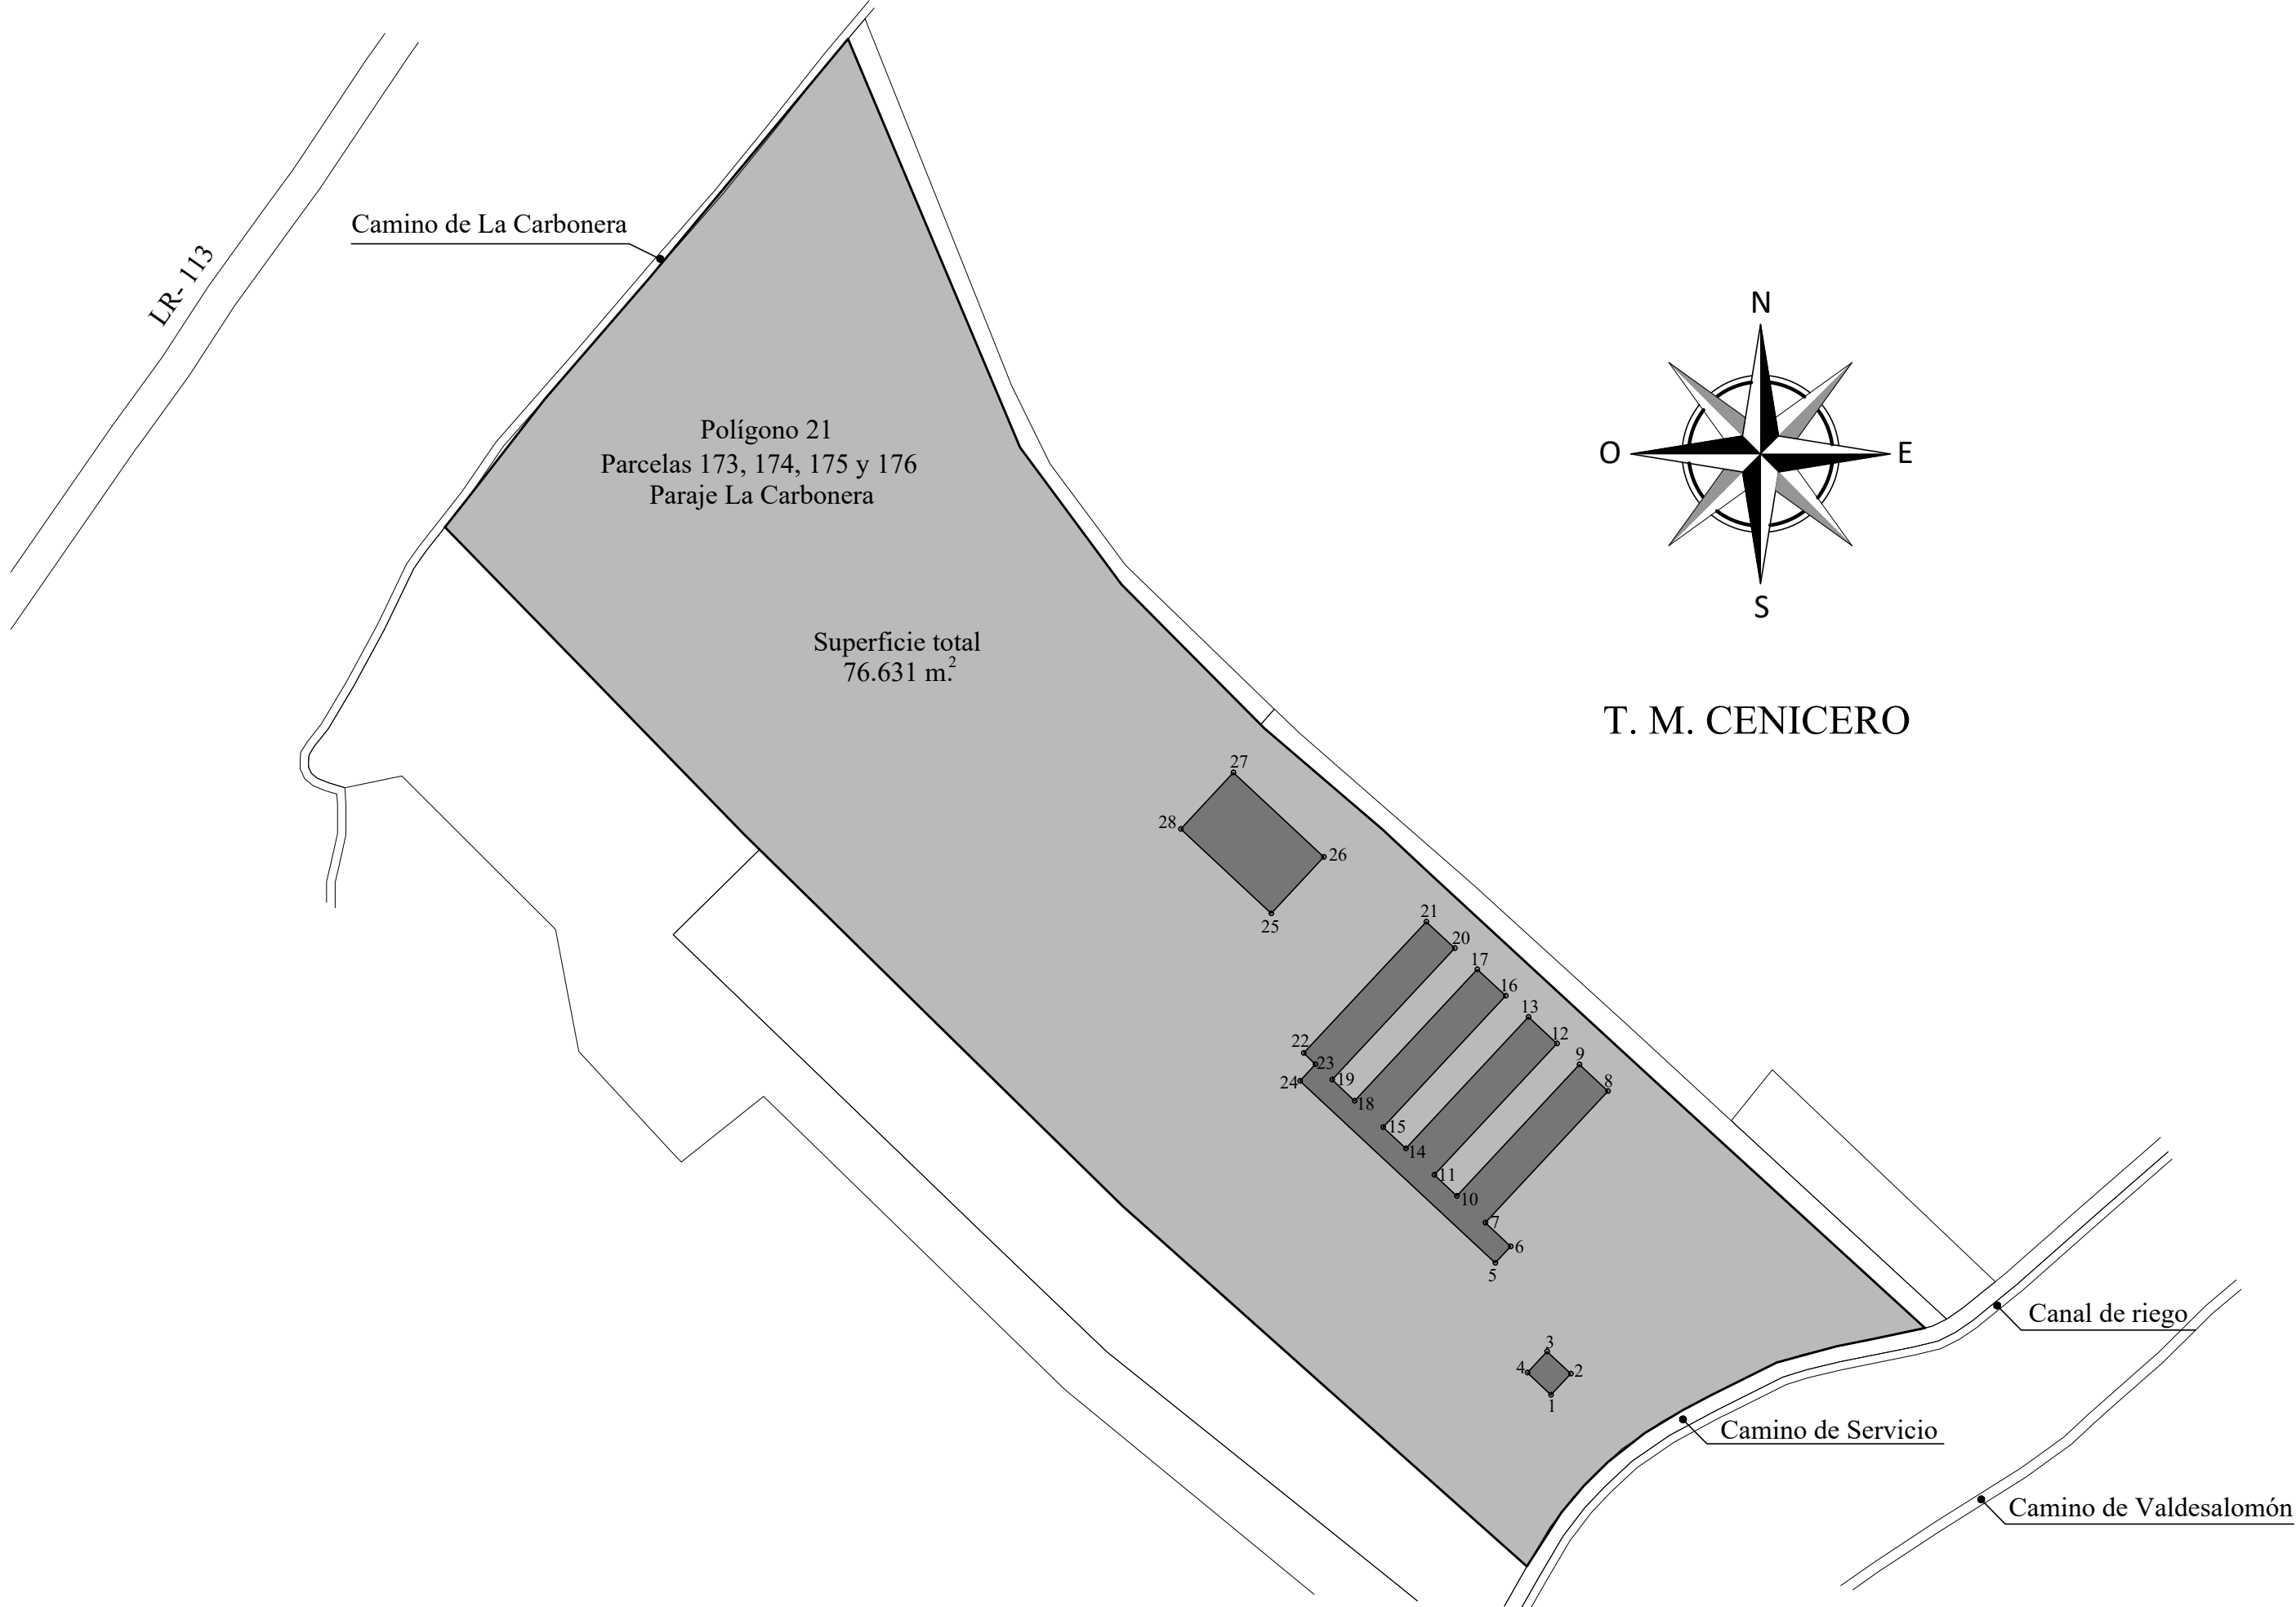 Camino de La Carbonera
LR- 113
N
O
E
S
Polígono 21
Parcelas 173, 174, 175 y 176
Paraje La Carbonera
Superficie total
76.631 m.²
T. M. CENICERO
27
28
26
25
21
20
17
16
13
12
9
8
22
23
24
19
18
15
14
11
10
7
6
5
3
4
2
1
Canal de riego
Camino de Servicio
Camino de Valdesalomón